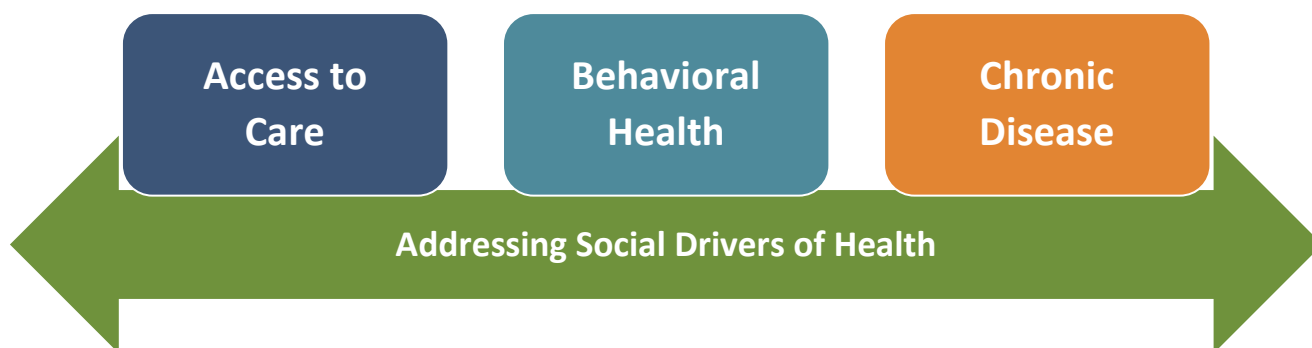 Access to
Care
Behavioral
Health
Chronic
Disease
Addressing Social Drivers of Health